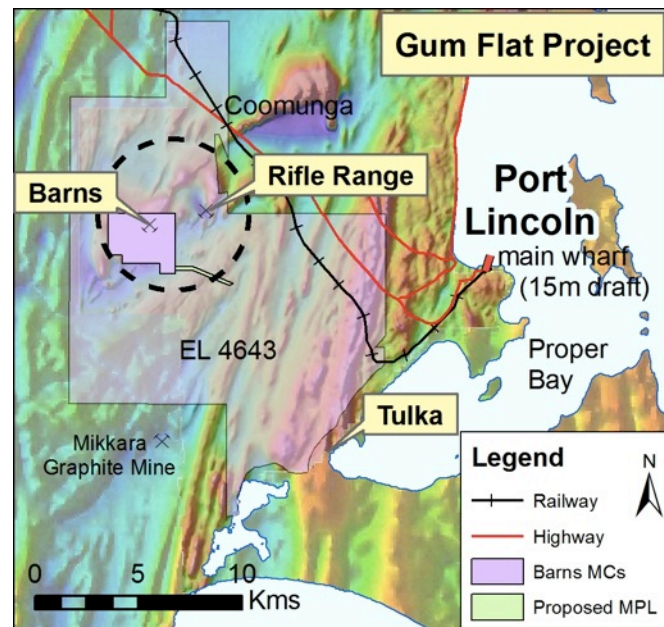 Gum Flat Project
Coomunga
Barns
Rifle Range
Port
Lincoln
main wharf
(15m draft)
EL 4643
Proper
Bay
Tulka
Mikkara
Graphite Mine
0 5 10
Kms
Legend
N
Railway
Highway
Barns MCs
Proposed MPL